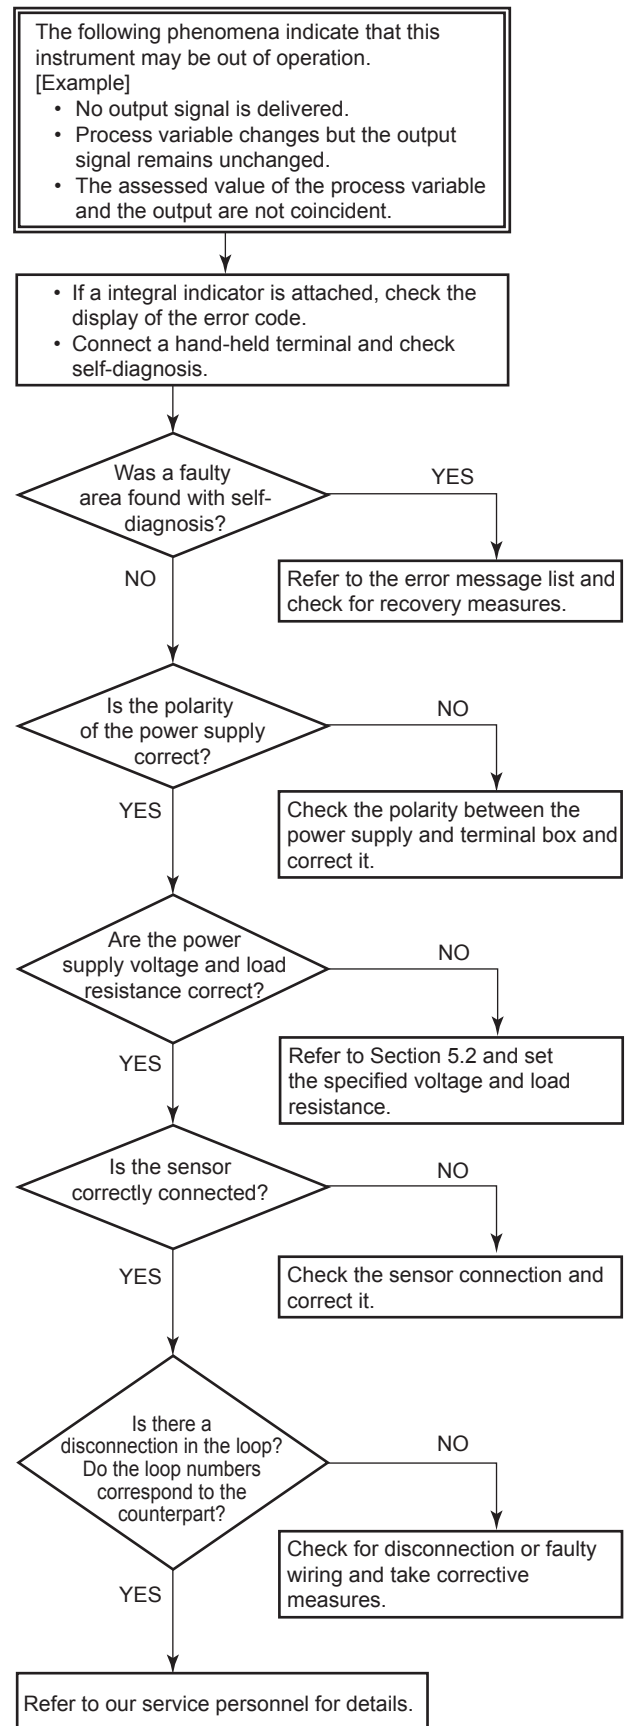 The following phenomena indicate that this
instrument may be out of operation.
[Example]
• No output signal is delivered.
• Process variable changes but the output
signal remains unchanged.
• The assessed value of the process variable
and the output are not coincident.
• If a integral indicator is attached, check the
display of the error code.
• Connect a hand-held terminal and check
self-diagnosis.
Was a faulty
area found with self-
diagnosis?
YES
NO
Refer to the error message list and
check for recovery measures.
Is the polarity
of the power supply
correct?
NO
YES
Check the polarity between the
power supply and terminal box and
correct it.
Are the power
supply voltage and load
resistance correct?
NO
YES
Refer to Section 5.2 and set
the specified voltage and load
resistance.
Is the sensor
correctly connected?
NO
YES
Check the sensor connection and
correct it.
Is there a
disconnection in the loop?
Do the loop numbers
correspond to the
counterpart?
NO
YES
Check for disconnection or faulty
wiring and take corrective
measures.
Refer to our service personnel for details.